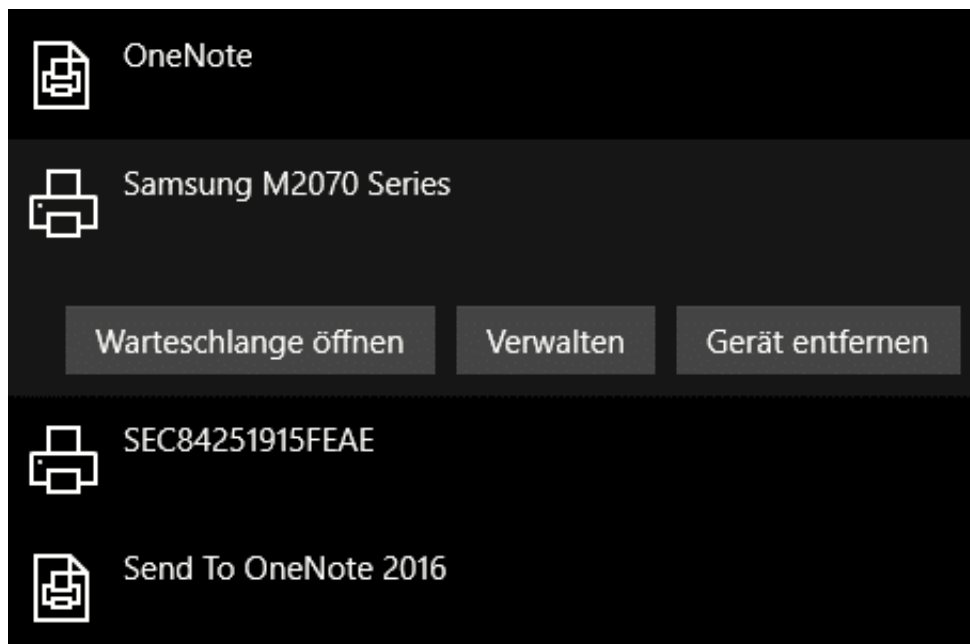 OneNote
Samsung M2070 Series
Warteschlange öffnen Verwalten Gerät entfernen
SEC84251915FEAE
Send To OneNote 2016